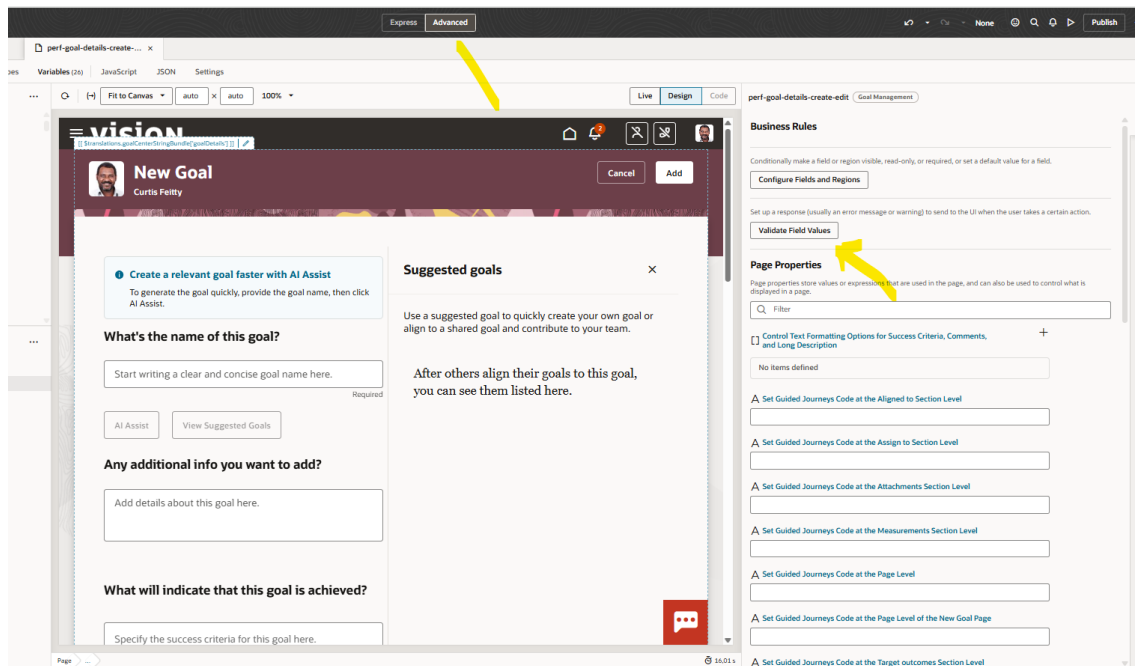 Express Advanced
None
Publish
perf-goal-details-create-... ×
pes Variables (26) JavaScript JSON Settings
... Fit to Canvas auto × auto 100% Live Design Code
perf-goal-details-create-edit Goal Management
vision
[[ $translations.goalCenterStringBundle['goalDetails'] ]]
2
New Goal
Curtis Feitty
Cancel Add
Create a relevant goal faster with AI Assist
To generate the goal quickly, provide the goal name, then click
AI Assist.
What's the name of this goal?
Start writing a clear and concise goal name here.
Required
AI Assist View Suggested Goals
Any additional info you want to add?
Add details about this goal here.
What will indicate that this goal is achieved?
Specify the success criteria for this goal here.
Suggested goals ×
Use a suggested goal to quickly create your own goal or
align to a shared goal and contribute to your team.
After others align their goals to this goal,
you can see them listed here.
Page ...
16,01 s
Business Rules
Conditionally make a field or region visible, read-only, or required, or set a default value for a field.
Configure Fields and Regions
Set up a response (usually an error message or warning) to send to the UI when the user takes a certain action.
Validate Field Values
Page Properties
Page properties store values or expressions that are used in the page, and can also be used to control what is
displayed in a page.
Filter
[] Control Text Formatting Options for Success Criteria, Comments,
and Long Description
+
No items defined
A Set Guided Journeys Code at the Aligned to Section Level
A Set Guided Journeys Code at the Assign to Section Level
A Set Guided Journeys Code at the Attachments Section Level
A Set Guided Journeys Code at the Measurements Section Level
A Set Guided Journeys Code at the Page Level
A Set Guided Journeys Code at the Page Level of the New Goal Page
A Set Guided Journeys Code at the Target outcomes Section Level